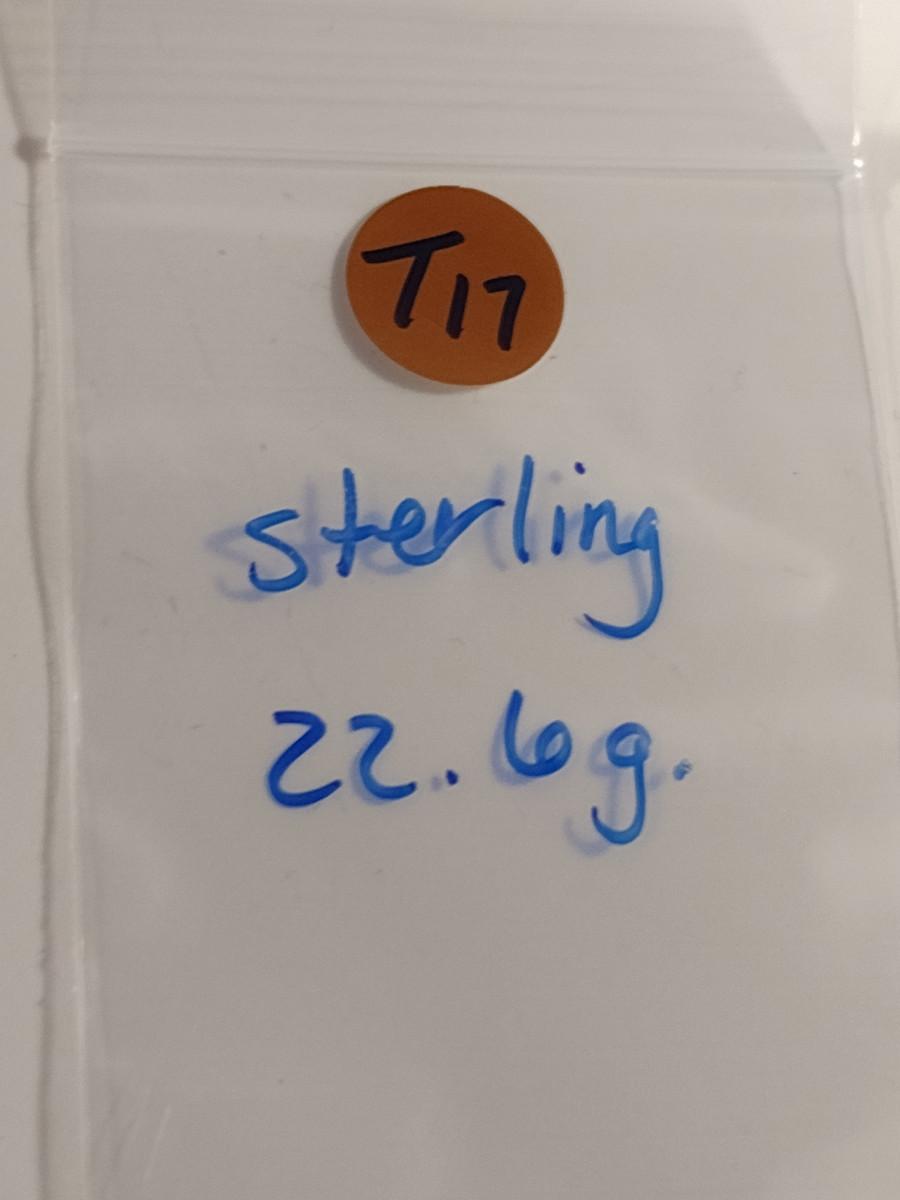 T17
sterling
22.6g.